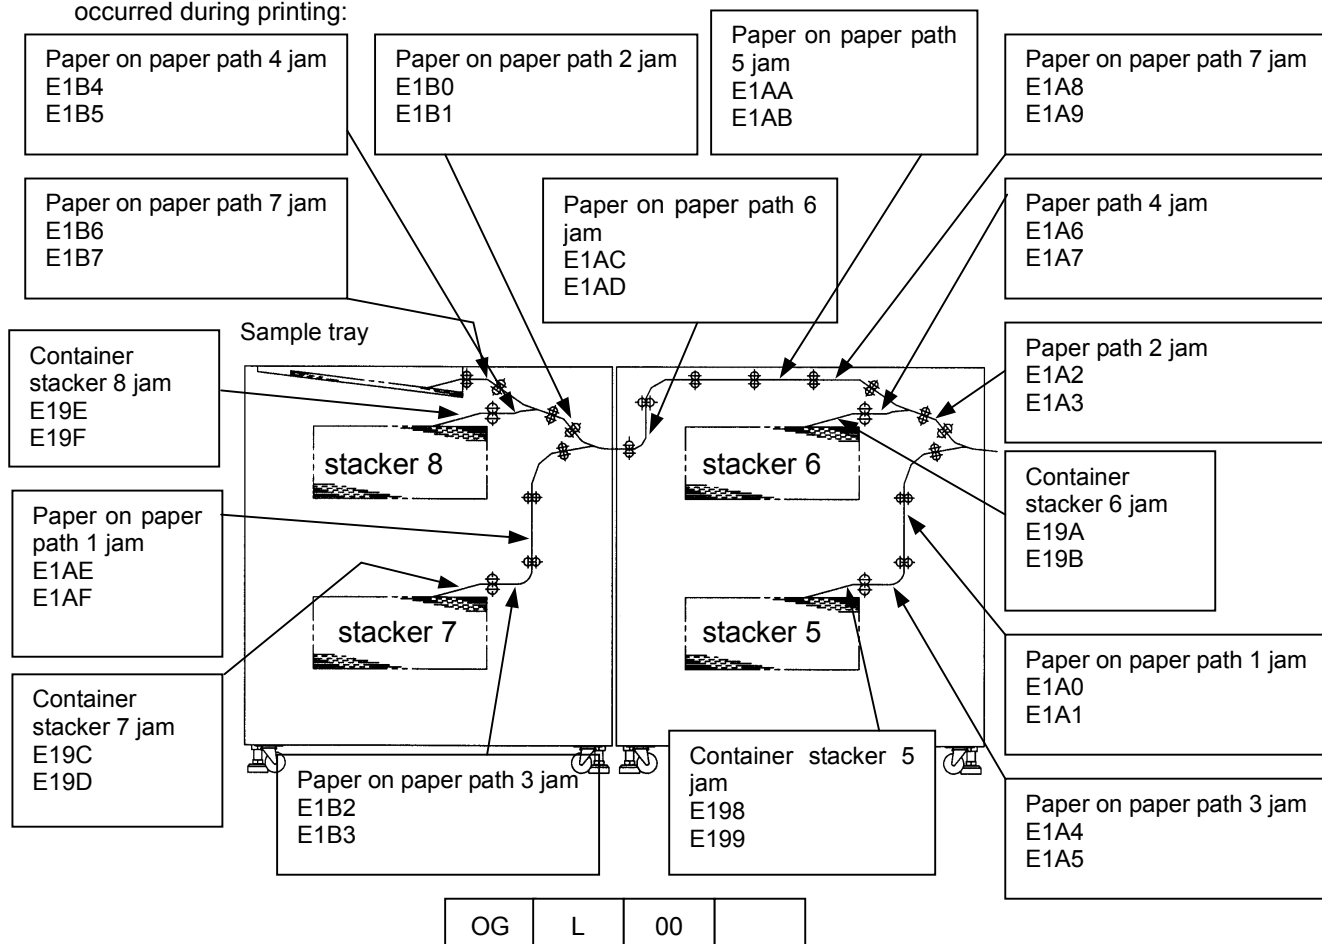 occurred during printing:
Paper on paper path 4 jam
E1B4
E1B5
Paper on paper path 2 jam
E1B0
E1B1
Paper on paper path
5 jam
E1AA
E1AB
Paper on paper path 7 jam
E1A8
E1A9
Paper on paper path 7 jam
E1B6
E1B7
Paper on paper path 6
jam
E1AC
E1AD
Paper path 4 jam
E1A6
E1A7
Sample tray
Container
stacker 8 jam
E19E
E19F
Paper path 2 jam
E1A2
E1A3
stacker 8
stacker 6
Container
stacker 6 jam
E19A
E19B
Paper on paper
path 1 jam
E1AE
E1AF
stacker 7
stacker 5
Paper on paper path 1 jam
E1A0
E1A1
Container
stacker 7 jam
E19C
E19D
Paper on paper path 3 jam
E1B2
E1B3
Container stacker 5
jam
E198
E199
Paper on paper path 3 jam
E1A4
E1A5
OG L 00